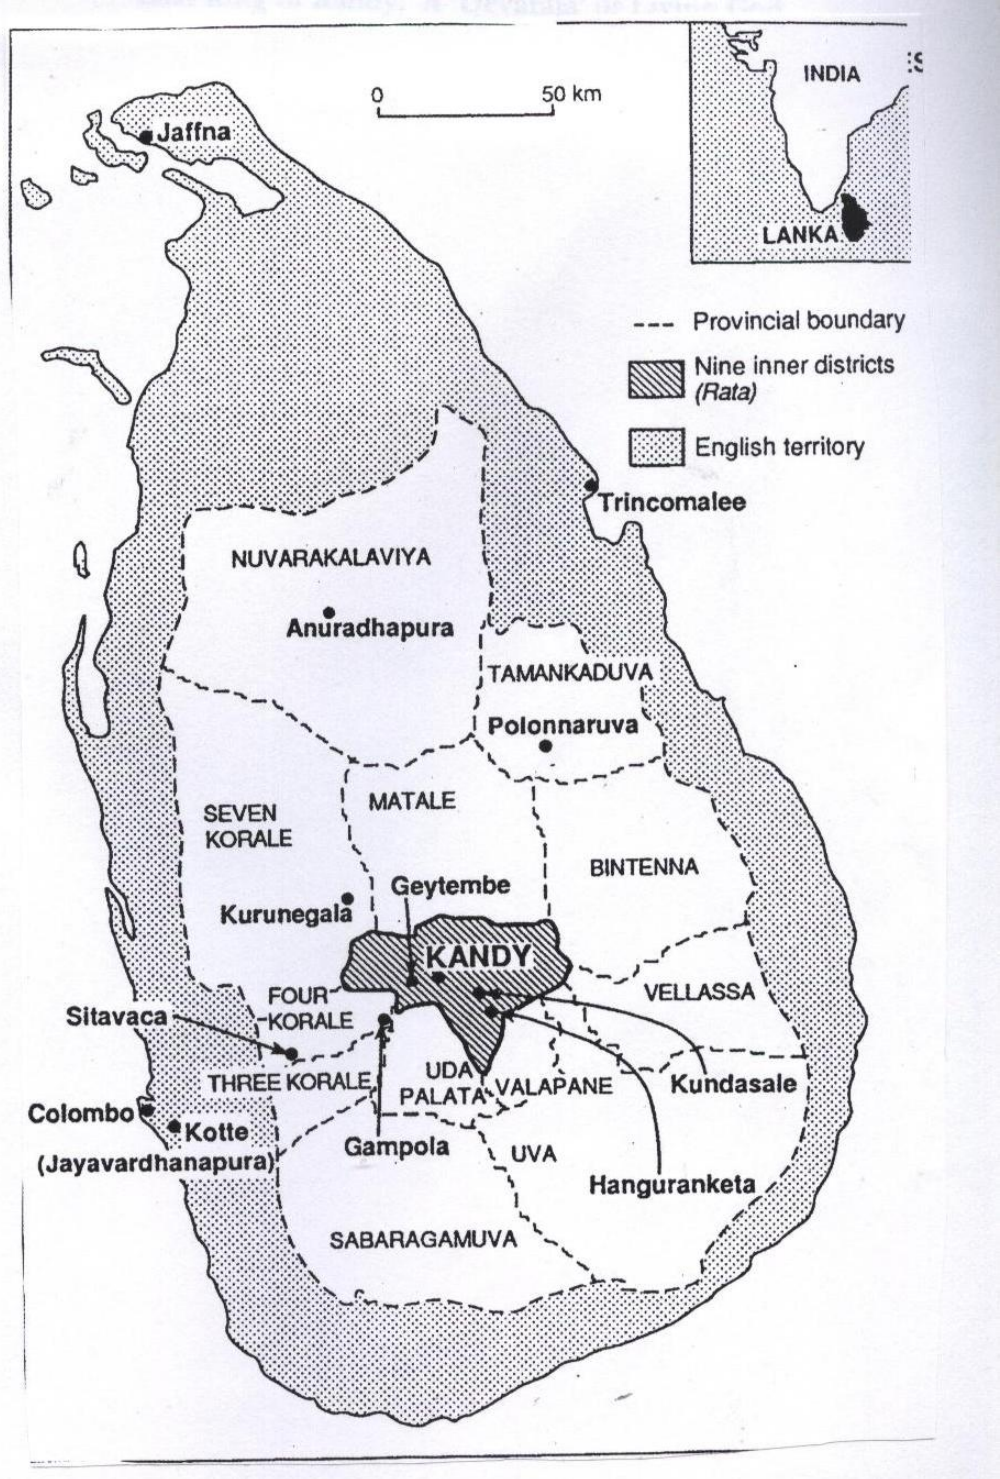 Jaffna
0 50 km
INDIA
LANKA
Provincial boundary
Nine inner districts
(Rata)
English territory
Trincomalee
NUVARAKALAVIYA
Anuradhapura
TAMANKADUVA
Polonnaruva
MATALE
SEVEN
KORALE
BINTENNA
Geytembe
Kurunegala
KANDY
FOUR
KORALE
VELLASSA
Sitavaca
UDA
PALATA
THREE KORALE
VALAPANE
Kundasale
Colombo
Kotte
(Jayavardhanapura)
Gampola
UVA
Hanguranketa
SABARAGAMUVA